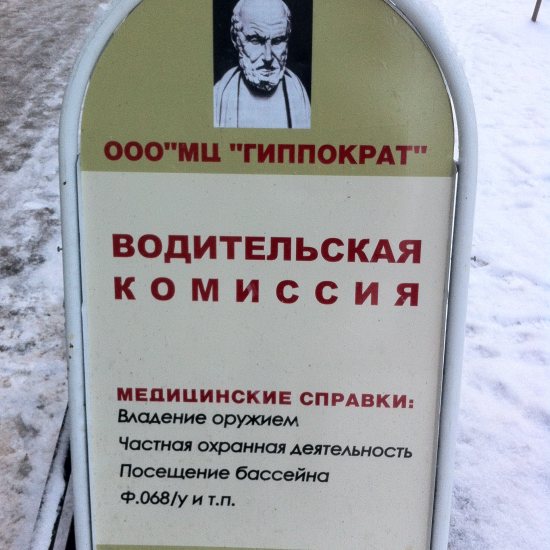 ООО"МЦ "ГИППОКРАТ"
ВОДИТЕЛЬСКАЯ
КОМИССИЯ
МЕДИЦИНСКИЕ СПРАВКИ:
Владение оружием
Частная охранная деятельность
Посещение бассейна
Ф.068/у и т.п.